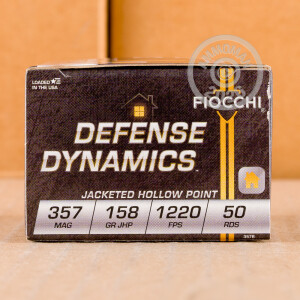 LOADED IN THE USA
FIOCCHI
DEFENSE
DYNAMICS
JACKETED HOLLOW POINT
357 158 1220 50
MAG GR JHP FPS RDS
357B